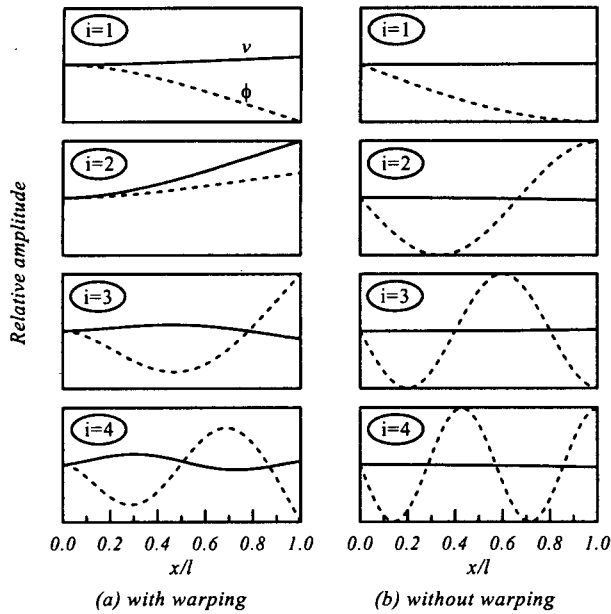 Relative amplitude
i=1
v
ϕ
i=2
i=3
i=4
0.0 0.2 0.4 0.6 0.8 1.0
x/l
(a) with warping
i=1
i=2
i=3
i=4
0.0 0.2 0.4 0.6 0.8 1.0
x/l
(b) without warping